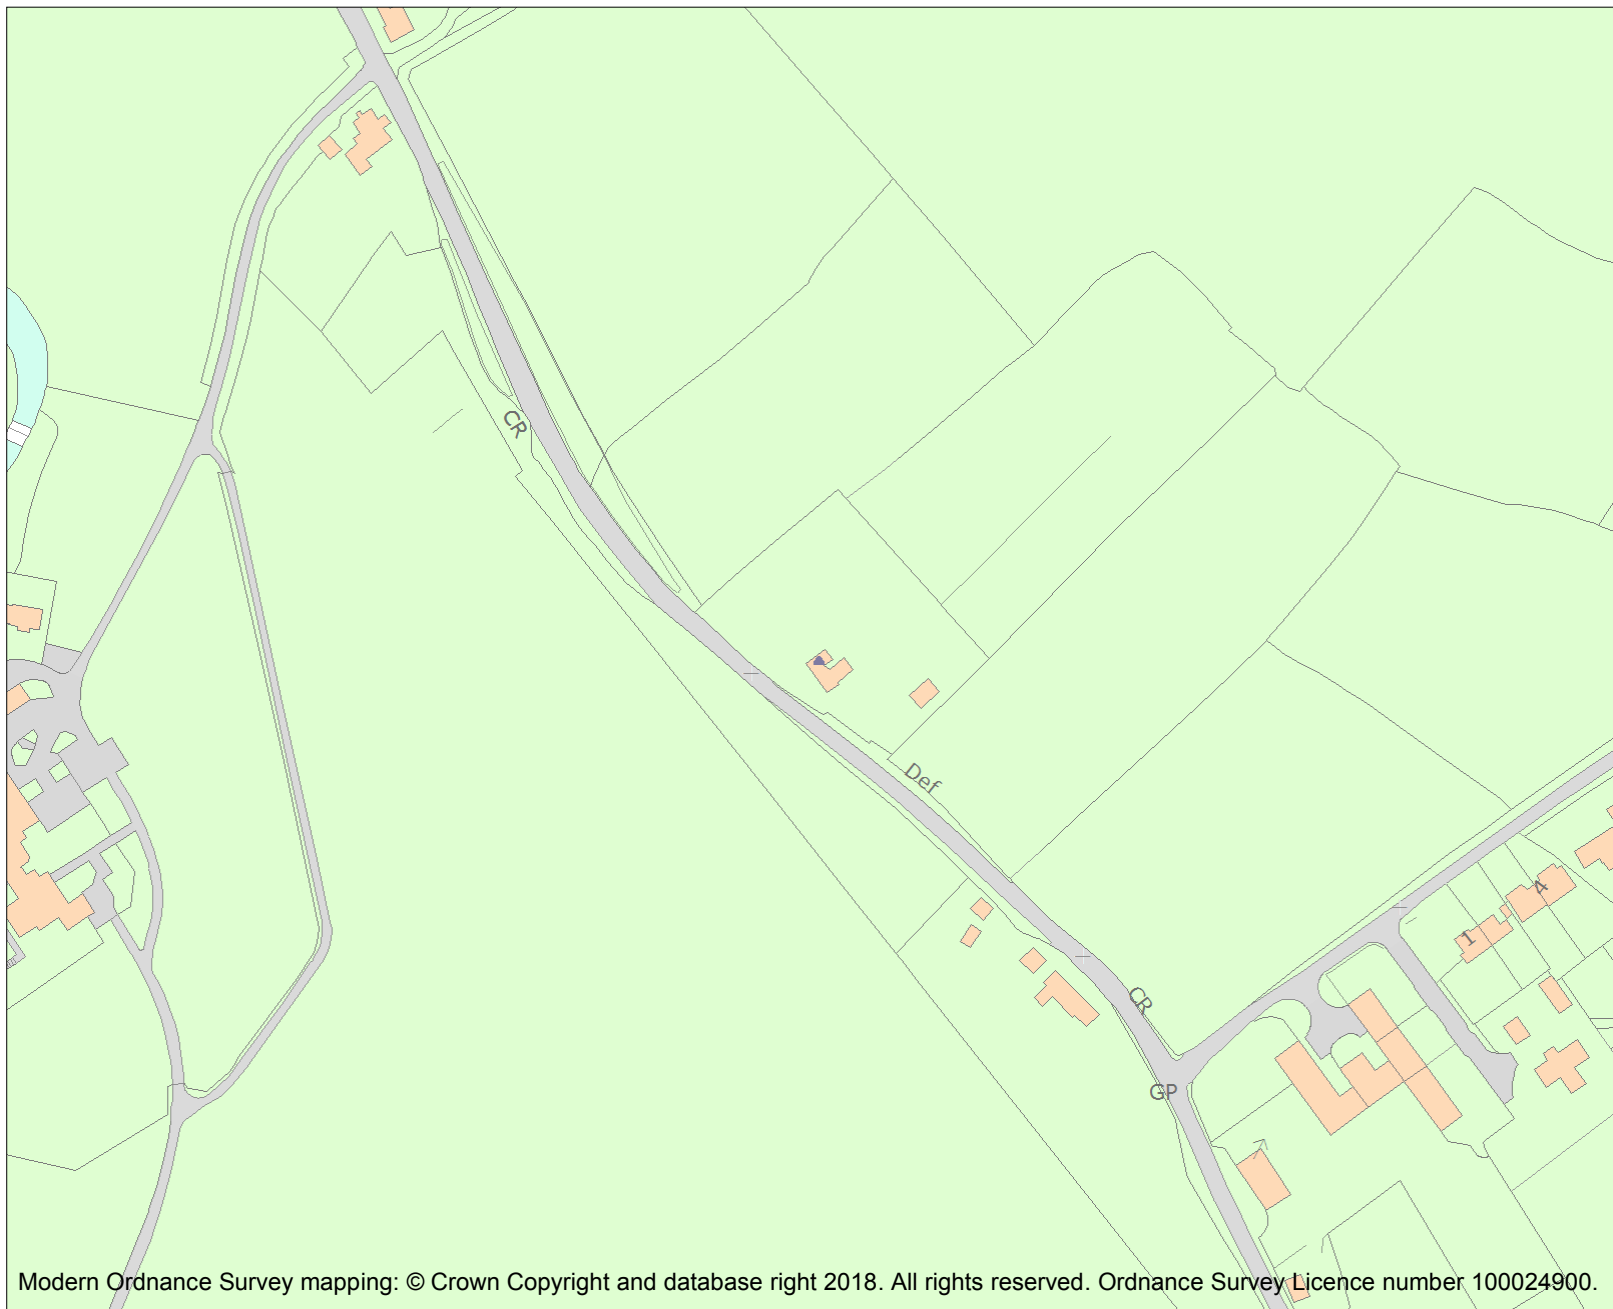 CR
Def
4
1
CR
GP
Modern Ordnance Survey mapping: © Crown Copyright and database right 2018. All rights reserved. Ordnance Survey Licence number 100024900.